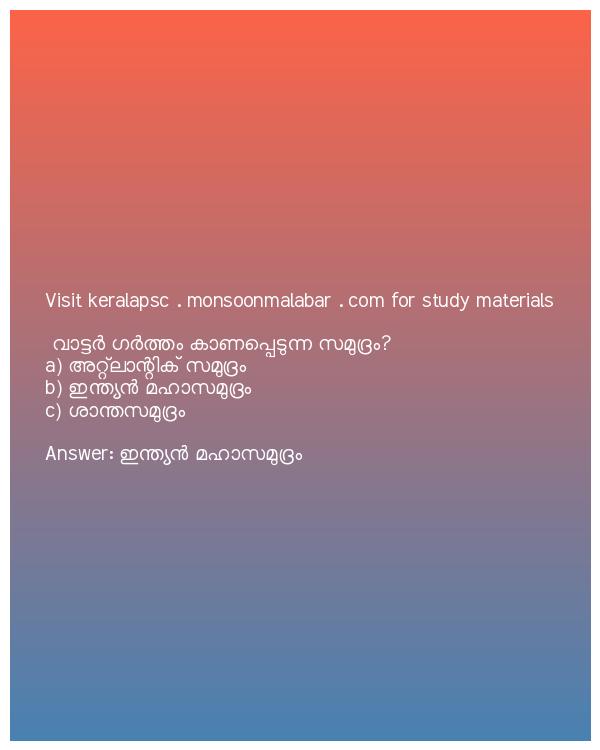 Visit keralapsc . monsoonmalabar . com for study materials
വാട്ടർ ഗർത്തം കാണപ്പെടുന്ന സമുദ്രം?
a) അറ്റ്ലാന്റിക് സമുദ്രം
b) ഇന്ത്യൻ മഹാസമുദ്രം
c) ശാന്തസമുദ്രം
Answer: ഇന്ത്യൻ മഹാസമുദ്രം